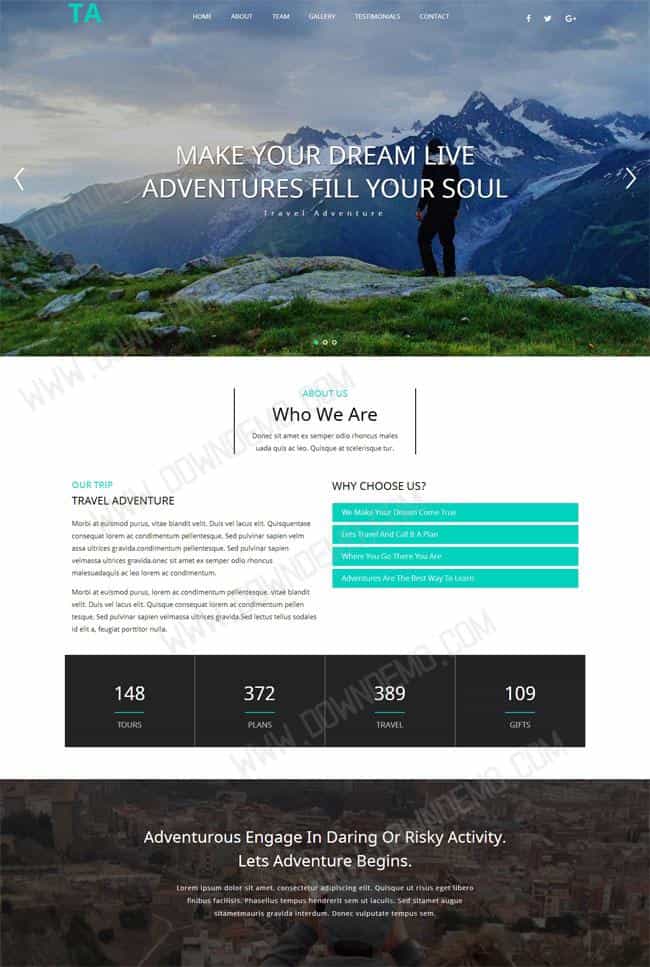 TA
HOME ABOUT TEAM GALLERY TESTIMONIALS CONTACT
MAKE YOUR DREAM LIVE
ADVENTURES FILL YOUR SOUL
Travel Adventure
ABOUT US
Who We Are
Donec sit amet ex semper odio rhoncus males
uada quis ac leo. Quisque at scelerisque tur.
OUR TRIP
TRAVEL ADVENTURE
Morbi at euismod purus, vitae blandit velit. Duis vel lacus elit. Quisquentase
consequat lorem ac condimentum pellentesque. Sed pulvinar sapien velm
assa ultrices gravida.condimentum pellentesque. Sed pulvinar sapien
velmassa ultrices gravida.onec sit amet ex semper odio rhoncus
malesuadaquis ac leo lorem ac condimentum.
Morbi at euismod purus, lorem ac condimentum pellentesque. vitae blandit
velit. Duis vel lacus elit. Quisque consequat lorem ac condimentum pellen
tesque. Sed pulvinar sapien velmassa ultrices gravida.Sed lectus tellus sodales
id elit a, feugiat porttitor nulla.
WHY CHOOSE US?
We Make Your Dream Come True
Lets Travel And Call It A Plan
Where You Go There You Are
Adventures Are The Best Way To Learn
148 372 389 109
TOURS PLANS TRAVEL GIFTS
Adventurous Engage In Daring Or Risky Activity.
Lets Adventure Begins.
Lorem ipsum dolor sit amet, consectetur adipiscing elit. Quisque ut risus eget libero
finibus facilisis. Phasellus tempus hendrerit sem ut lacinia. Sed sitamet augue
sitametmauris gravida interdum. Donec vulputate tempus sem.
WWW.DOWNDEMO.COM
WWW.DOWNDEMO.COM
WWW.DOWNDEMO.COM
WWW.DOWNDEMO.COM